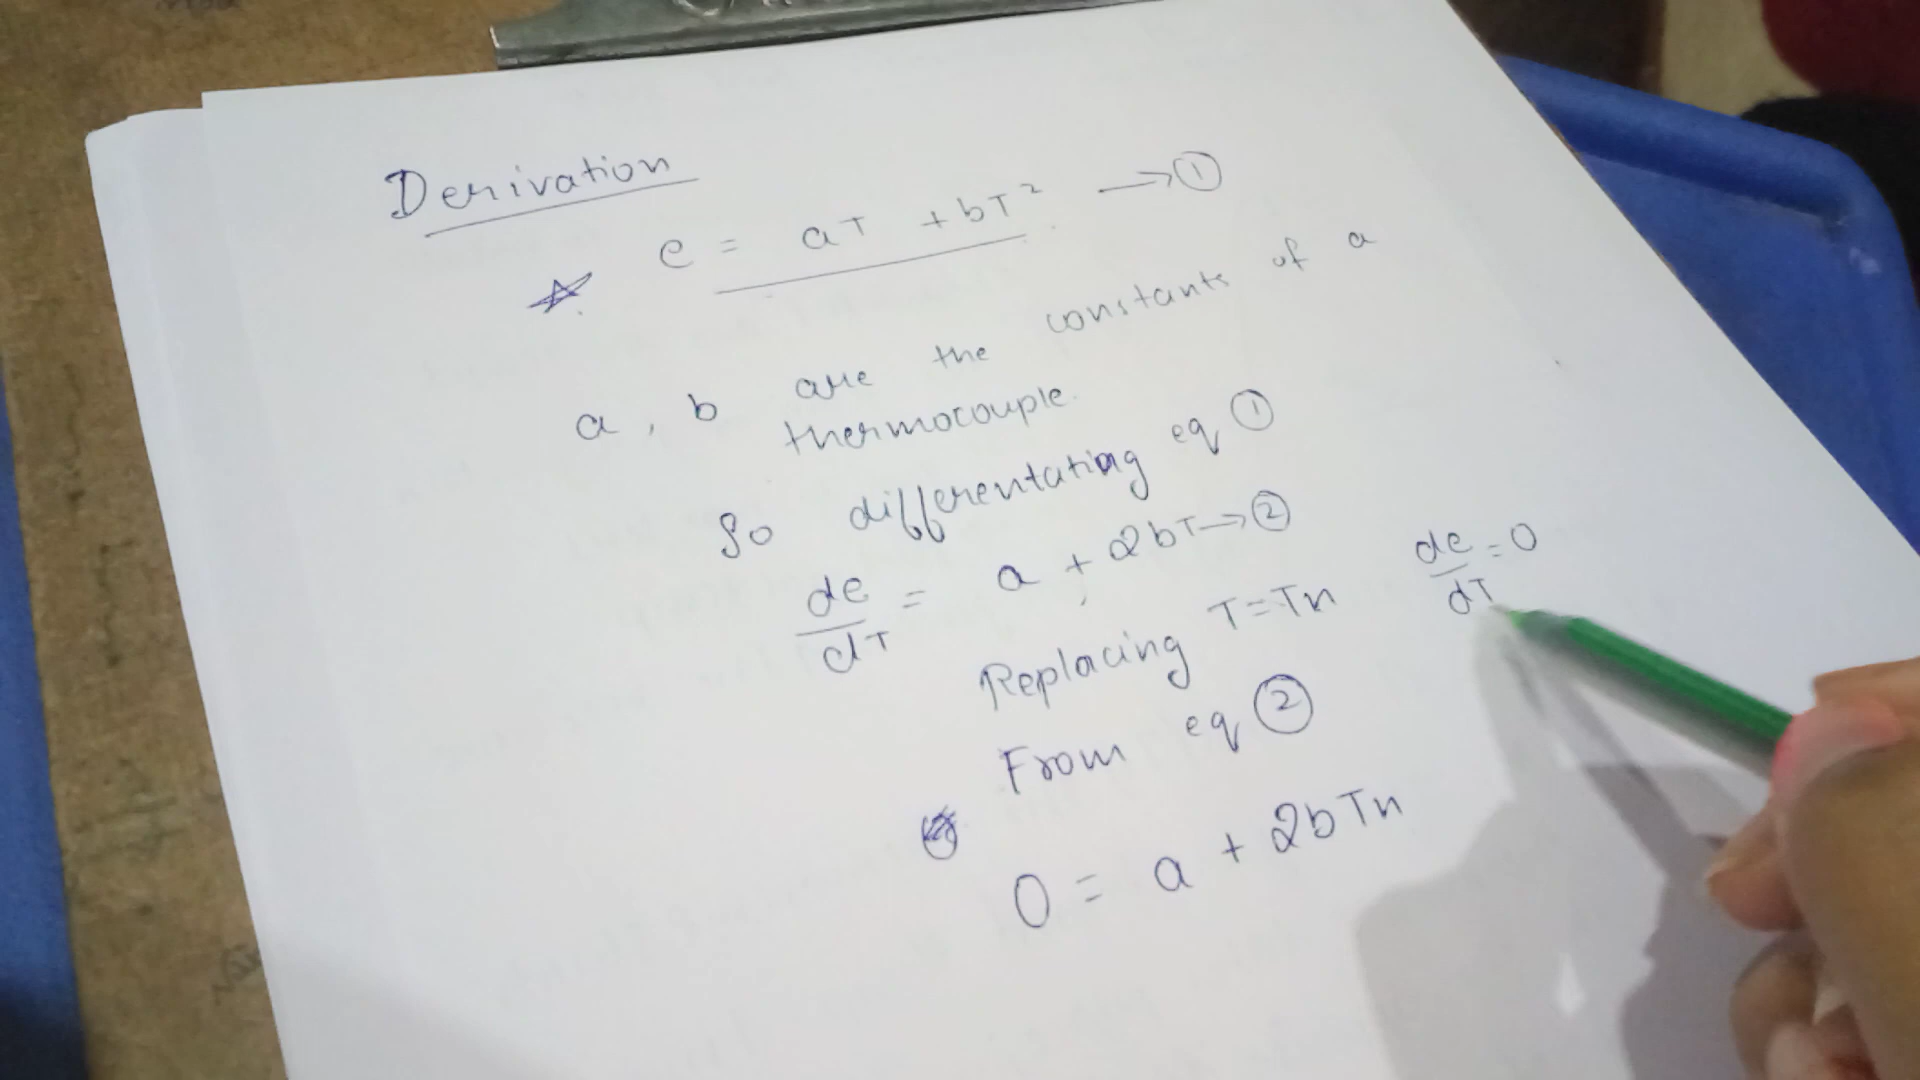 Derivation
e = aT + bT² → ①
a, b are the constants of a
thermocouple.
So differentating eq ①
de/dT = a + 2bT → ②
Replacing T = Tn de/dT = 0
From eq ②
0 = a + 2bTn